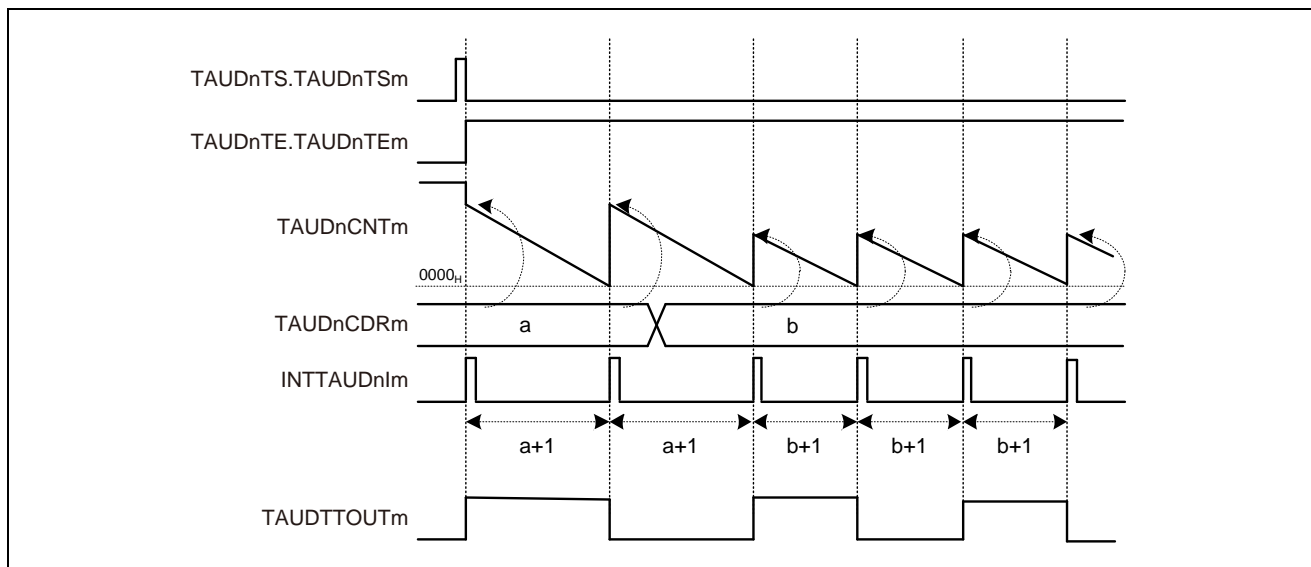 TAUDnTS.TAUDnTSm
TAUDnTE.TAUDnTEm
TAUDnCNTm
0000H
TAUDnCDRm
a b
INTTAUDnIm
a+1 a+1 b+1 b+1 b+1
TAUDTTOUTm